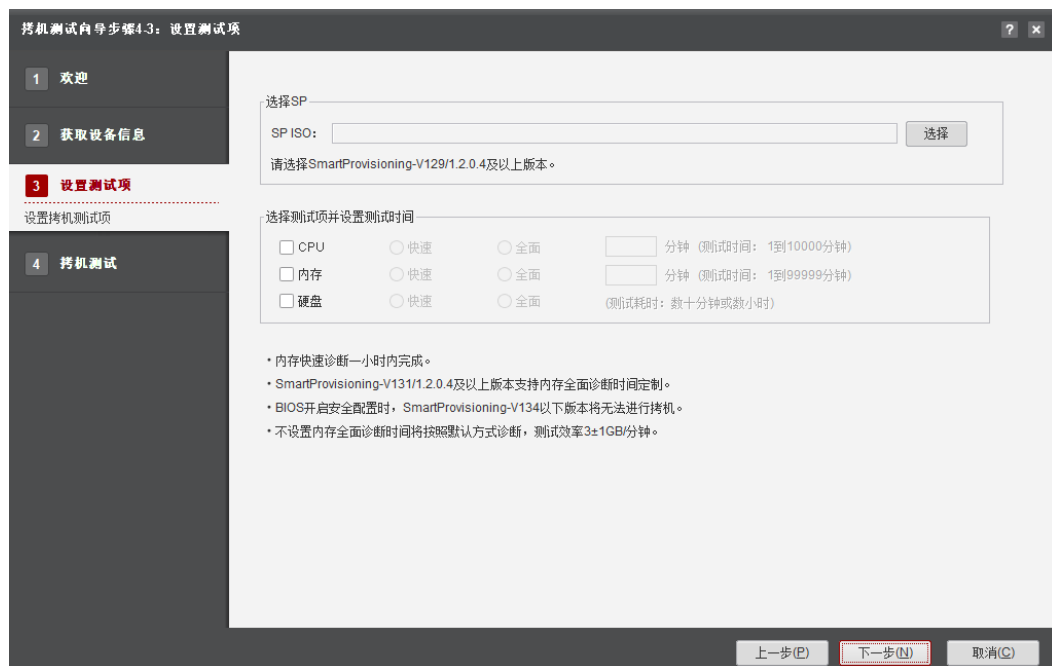 拷机测试向导步骤4-3：设置测试项
? ×
1 欢迎
2 获取设备信息
3 设置测试项
设置拷机测试项
4 拷机测试
选择SP
SP ISO： 选择
请选择SmartProvisioning-V129/1.2.0.4及以上版本。
选择测试项并设置测试时间
CPU 快速 全面 分钟 (测试时间： 1到10000分钟)
内存 快速 全面 分钟 (测试时间： 1到99999分钟)
硬盘 快速 全面 (测试耗时：数十分钟或数小时)
•内存快速诊断一小时内完成。
•SmartProvisioning-V131/1.2.0.4及以上版本支持内存全面诊断时间定制。
•BIOS开启安全配置时，SmartProvisioning-V134以下版本将无法进行拷机。
•不设置内存全面诊断时间将按照默认方式诊断，测试效率3±1GB/分钟。
上一步(P) 下一步(N) 取消(C)